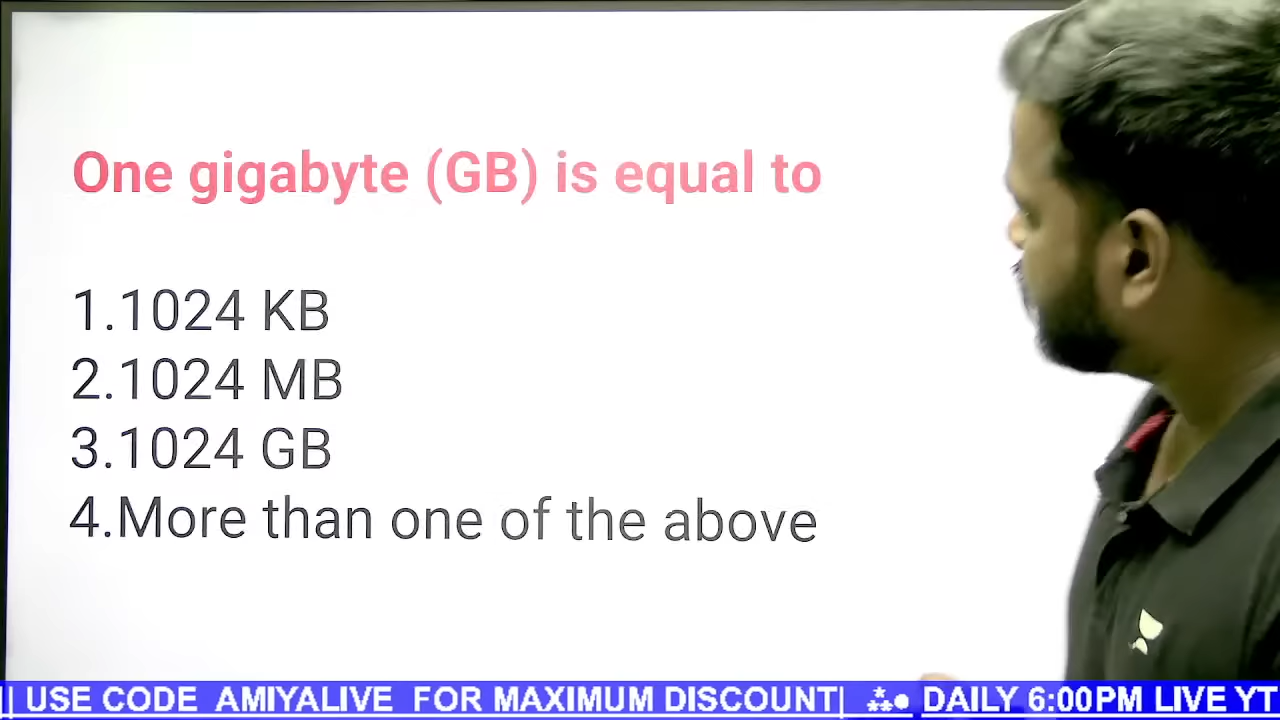 One gigabyte (GB) is equal to
1.1024 KB
2.1024 MB
3.1024 GB
4.More than one of the above
|| USE CODE AMIYALIVE FOR MAXIMUM DISCOUNT| DAILY 6:00PM LIVE YT